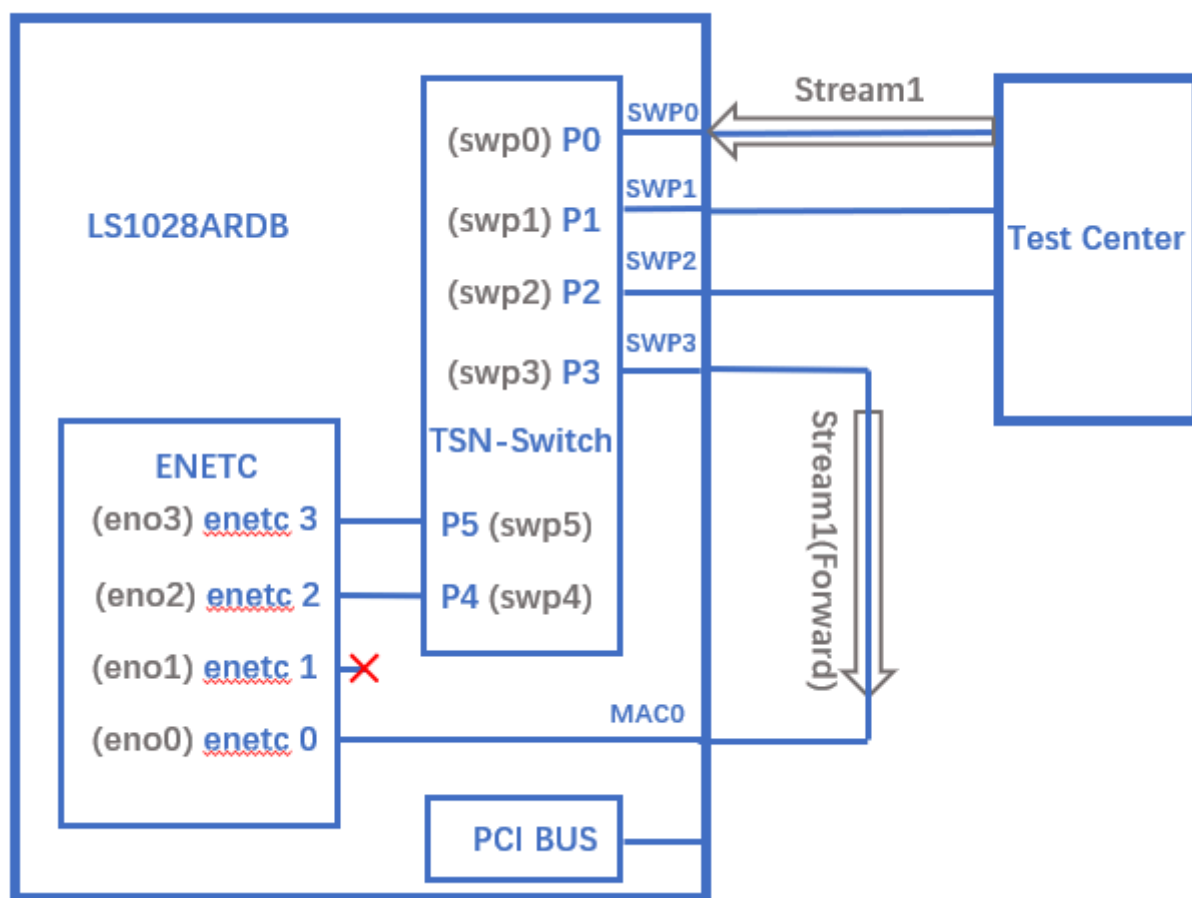 Stream1
SWP0
(swp0) P0
SWP1
(swp1) P1
LS1028ARDB
Test Center
SWP2
(swp2) P2
SWP3
(swp3) P3
TSN-Switch
Stream1(Forward)
ENETC
(eno3) enetc 3
P5 (swp5)
(eno2) enetc 2
P4 (swp4)
(eno1) enetc 1
MAC0
(eno0) enetc 0
PCI BUS